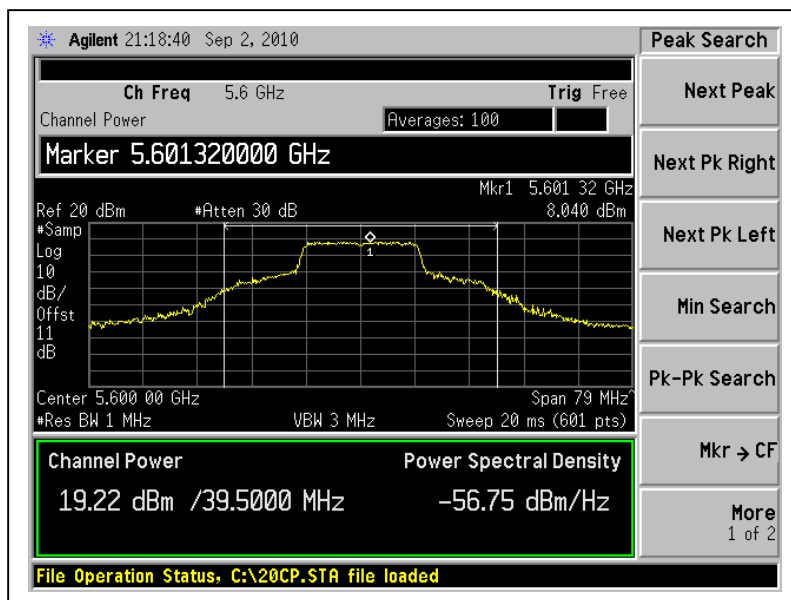 Agilent 21:18:40 Sep 2, 2010
Peak Search
Ch Freq 5.6 GHz Trig Free
Channel Power Averages: 100
Marker 5.601320000 GHz
Mkr1 5.601 32 GHz
Ref 20 dBm #Atten 30 dB 8.040 dBm
#Samp
Log
10
dB/
Offst
11
dB
1
Center 5.600 00 GHz Span 79 MHz^
#Res BW 1 MHz VBW 3 MHz Sweep 20 ms (601 pts)
Channel Power Power Spectral Density
19.22 dBm /39.5000 MHz -56.75 dBm/Hz
File Operation Status, C:\20CP.STA file loaded
Next Peak
Next Pk Right
Next Pk Left
Min Search
Pk-Pk Search
Mkr → CF
More
1 of 2